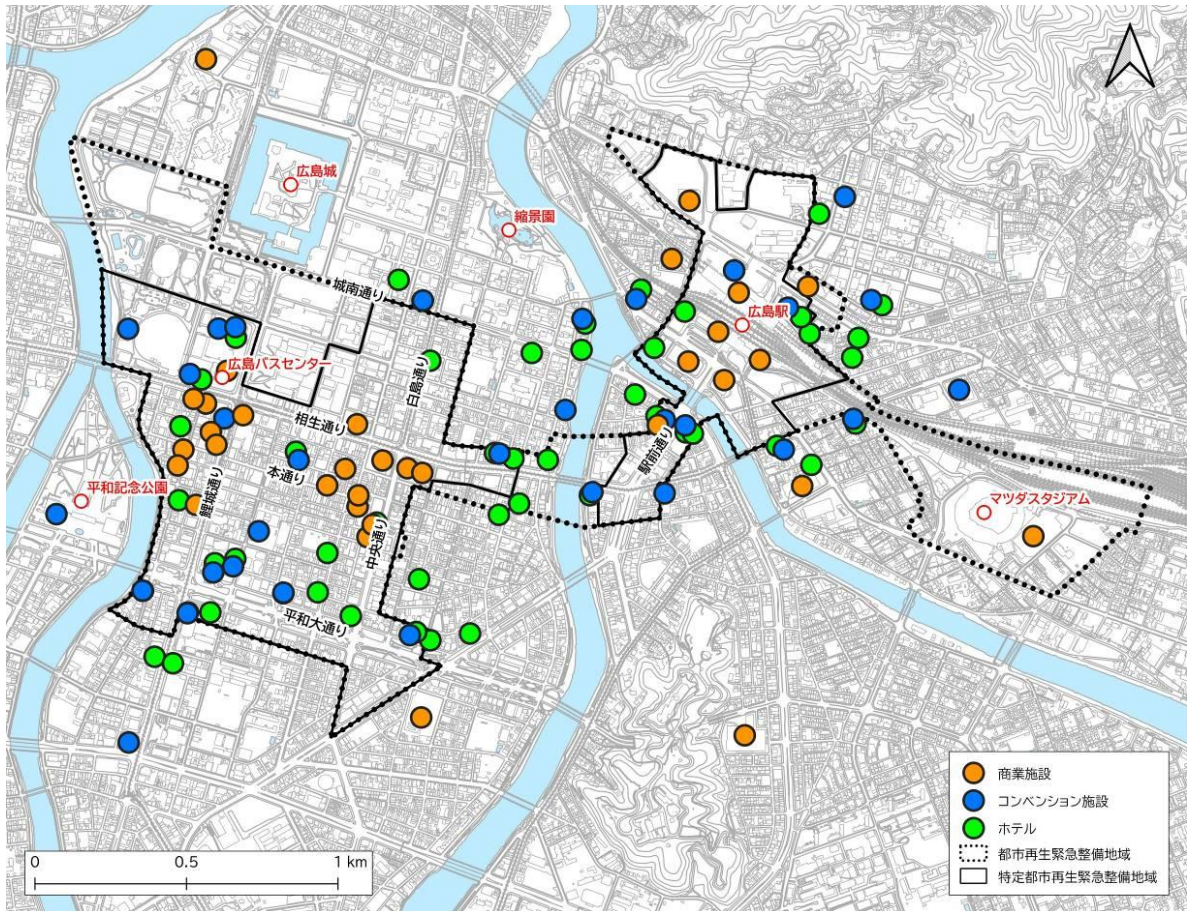 広島城
縮景園
城南通り
広島駅
広島バスセンター
白島通り
相生通り
駅前通り
本通り
鯉城通り
平和記念公園
マツダスタジアム
中央通り
平和大通り
商業施設
コンベンション施設
ホテル
都市再生緊急整備地域
特定都市再生緊急整備地域
0 0.5 1 km